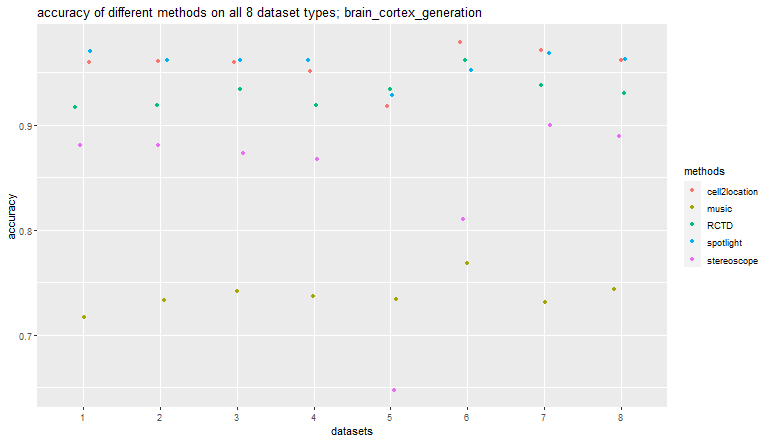 accuracy of different methods on all 8 dataset types; brain_cortex_generation
accuracy
0.9
0.8
0.7
1 2 3 4 5 6 7 8
datasets
methods
cell2location
music
RCTD
spotlight
stereoscope